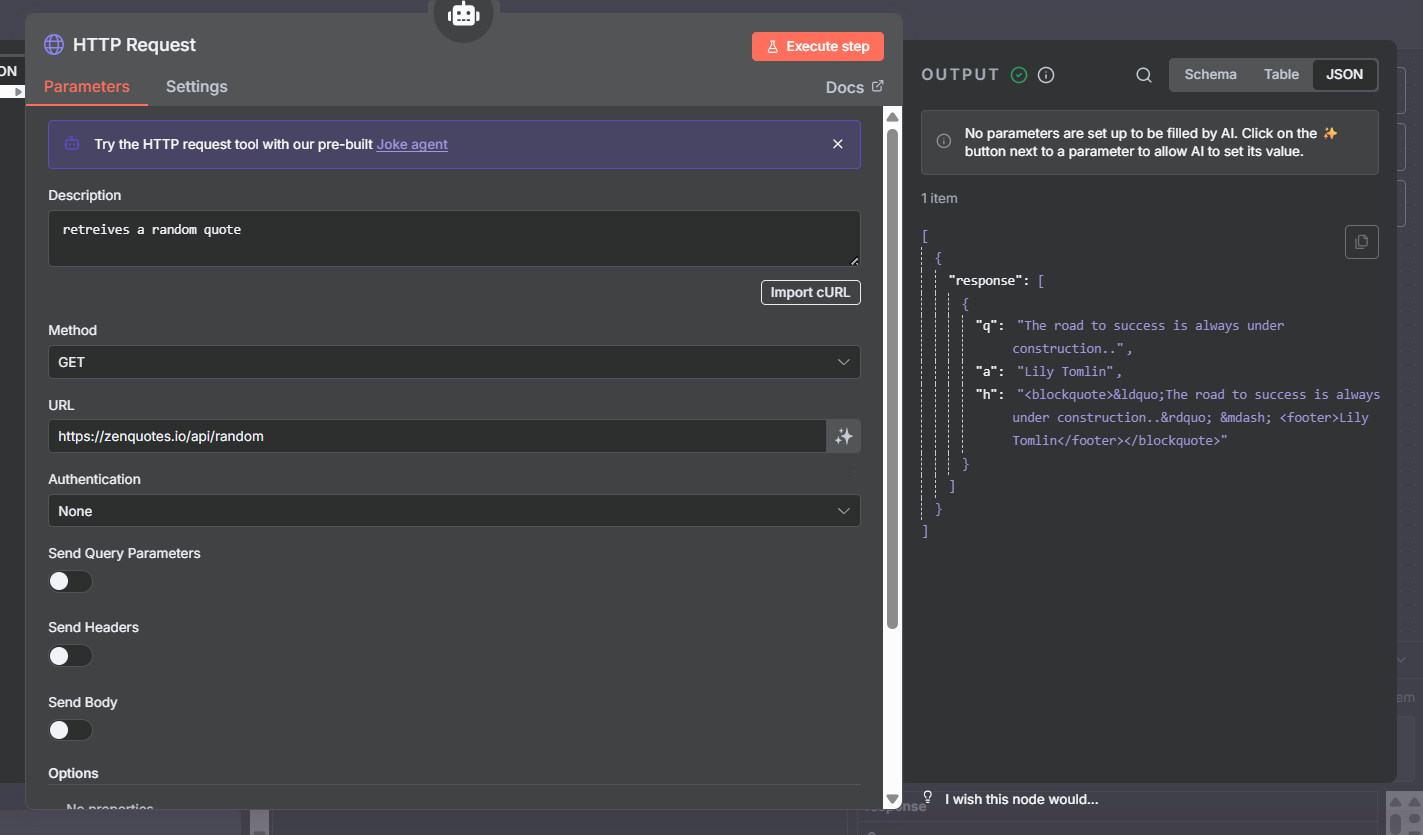 ON
HTTP Request
Execute step
Parameters
Settings
Docs
Try the HTTP request tool with our pre-built Joke agent
Description
retreives a random quote
Import cURL
Method
GET
URL
https://zenquotes.io/api/random
Authentication
None
Send Query Parameters
Send Headers
Send Body
Options
No properties
OUTPUT
Schema
Table
JSON
No parameters are set up to be filled by AI. Click on the ✨
button next to a parameter to allow AI to set its value.
1 item
[
{
"response": [
{
"q": "The road to success is always under
construction..",
"a": "Lily Tomlin",
"h": "<blockquote>&ldquo;The road to success is always
under construction..&rdquo; &mdash; <footer>Lily
Tomlin</footer></blockquote>"
}
]
}
]
em
I wish this node would...
response